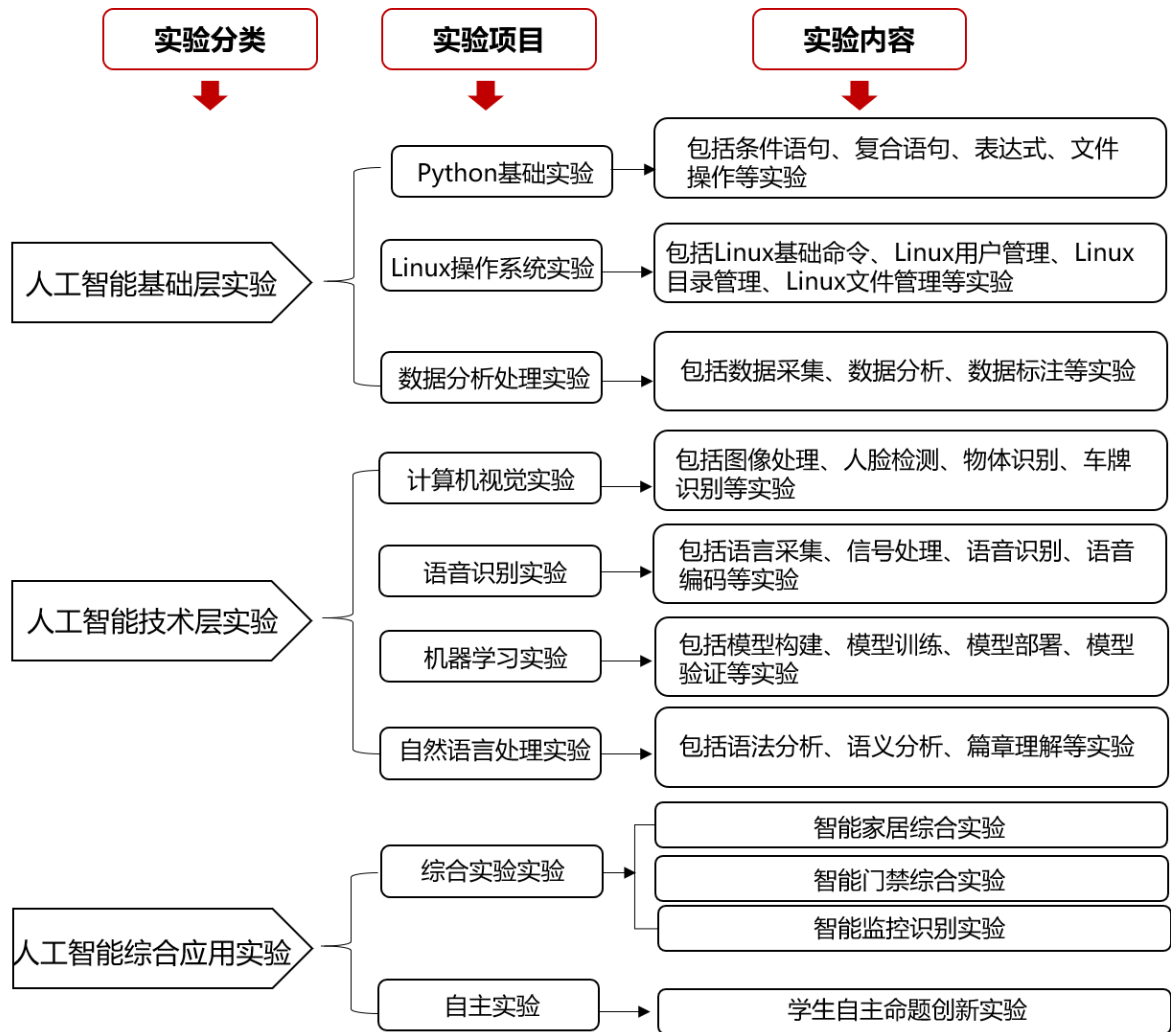 实验分类
实验项目
实验内容
人工智能基础层实验
Python基础实验
包括条件语句、复合语句、表达式、文件
操作等实验
Linux操作系统实验
包括Linux基础命令、Linux用户管理、Linux
目录管理、Linux文件管理等实验
数据分析处理实验
包括数据采集、数据分析、数据标注等实验
人工智能技术层实验
计算机视觉实验
包括图像处理、人脸检测、物体识别、车牌
识别等实验
语音识别实验
包括语言采集、信号处理、语音识别、语音
编码等实验
机器学习实验
包括模型构建、模型训练、模型部署、模型
验证等实验
自然语言处理实验
包括语法分析、语义分析、篇章理解等实验
人工智能综合应用实验
综合实验实验
智能家居综合实验
智能门禁综合实验
智能监控识别实验
自主实验
学生自主命题创新实验